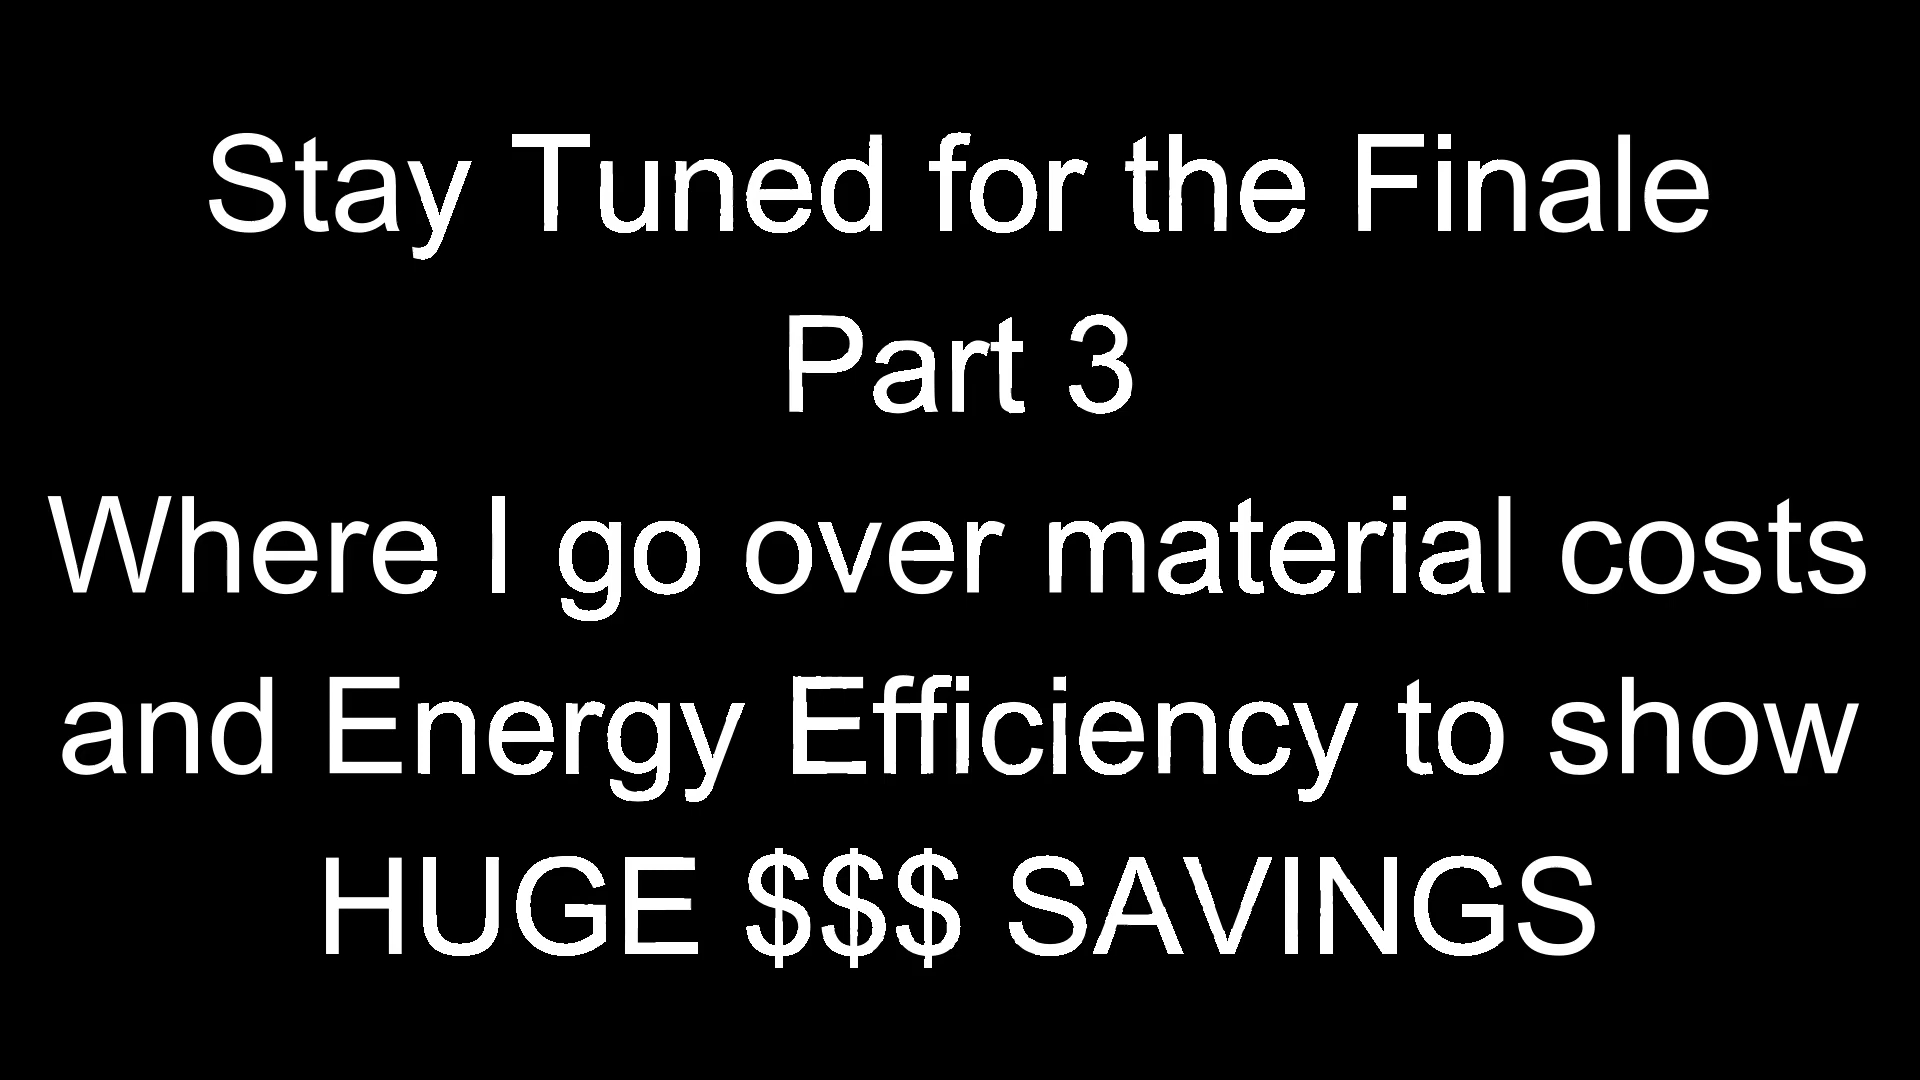 Stay Tuned for the Finale
Part 3
Where I go over material costs
and Energy Efficiency to show
HUGE $$$ SAVINGS